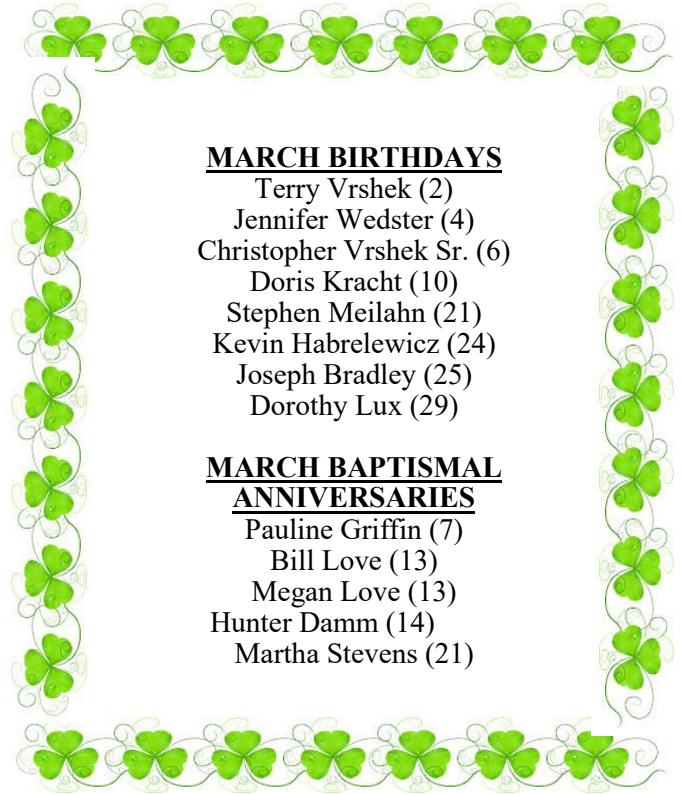 MARCH BIRTHDAYS
Terry Vrshek (2)
Jennifer Wedster (4)
Christopher Vrshek Sr. (6)
Doris Kracht (10)
Stephen Meilahn (21)
Kevin Habrelewicz (24)
Joseph Bradley (25)
Dorothy Lux (29)
MARCH BAPTISMAL
ANNIVERSARIES
Pauline Griffin (7)
Bill Love (13)
Megan Love (13)
Hunter Damm (14)
Martha Stevens (21)